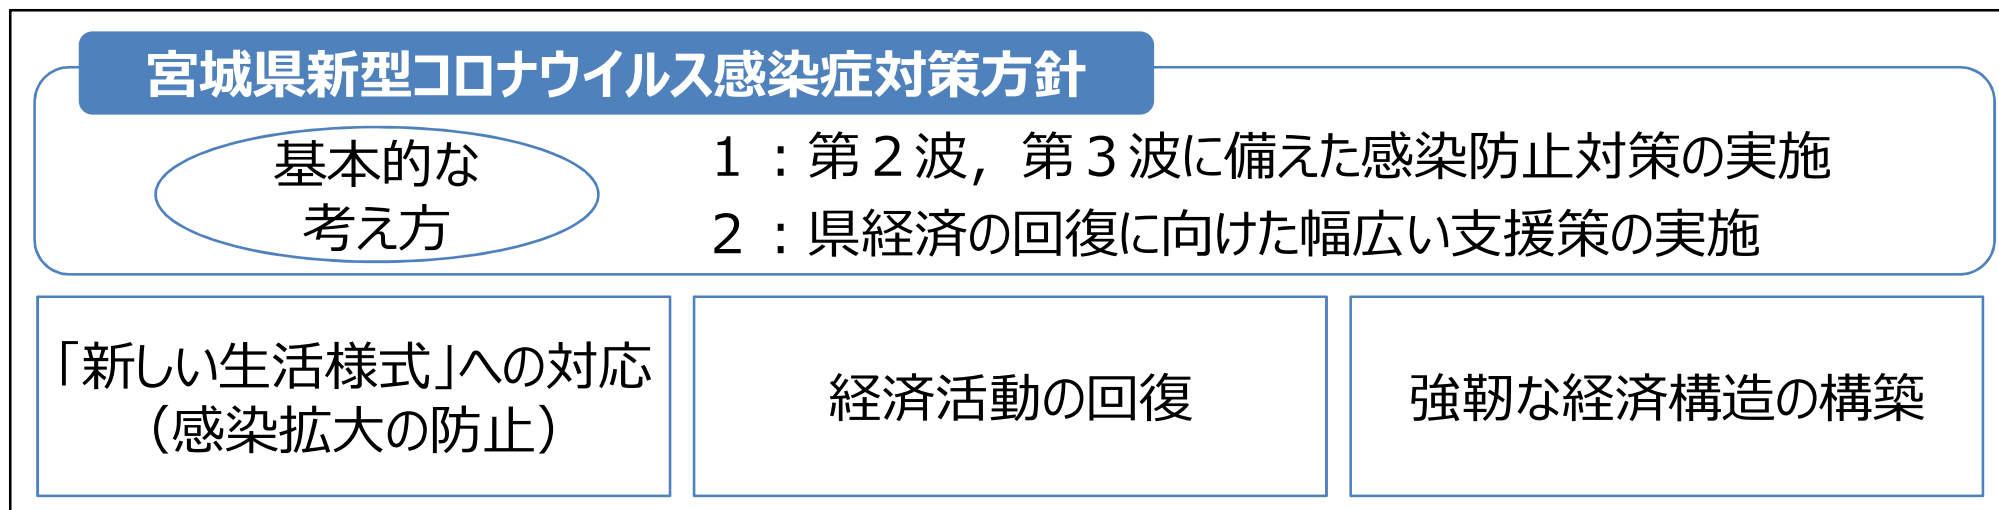 宮城県新型コロナウイルス感染症対策方針
基本的な
考え方
１：第２波，第３波に備えた感染防止対策の実施
２：県経済の回復に向けた幅広い支援策の実施
「新しい生活様式」への対応
（感染拡大の防止）
経済活動の回復
強靭な経済構造の構築